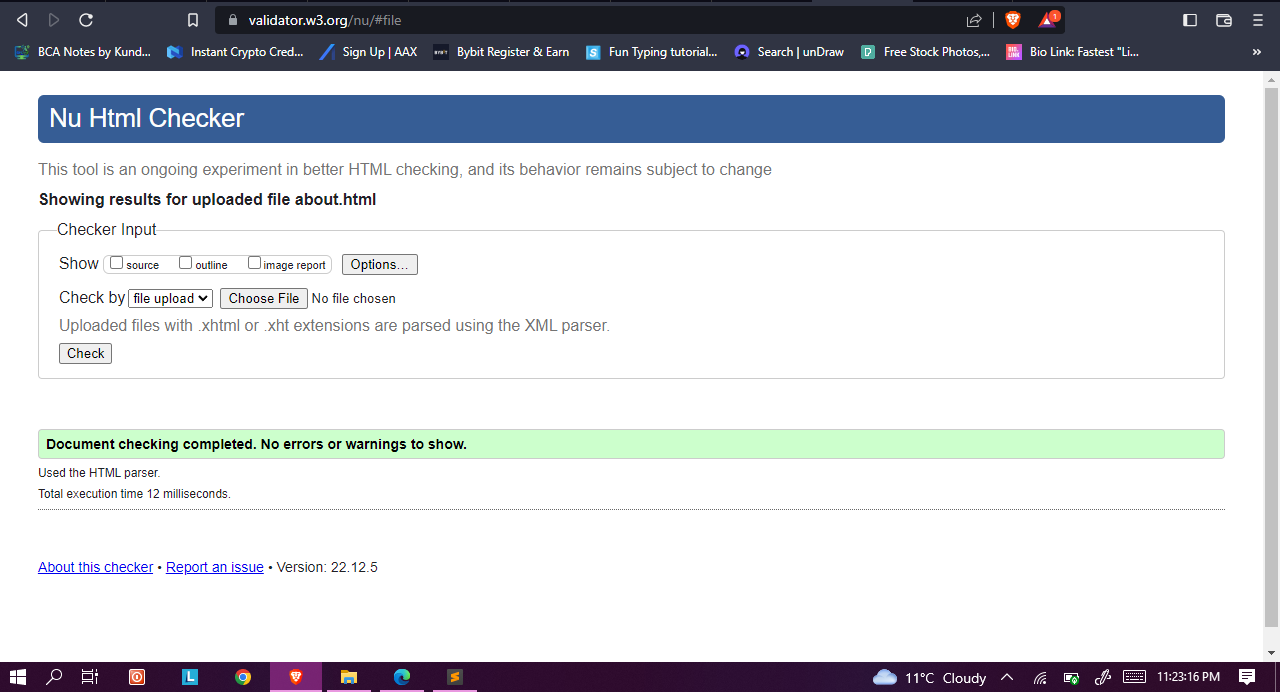 validator.w3.org/nu/#file
1
BCA Notes by Kund... Instant Crypto Cred... Sign Up | AAX Bybit Register & Earn Fun Typing tutorial... Search | unDraw Free Stock Photos,... Bio Link: Fastest "Li... »
Nu Html Checker
This tool is an ongoing experiment in better HTML checking, and its behavior remains subject to change
Showing results for uploaded file about.html
Checker Input
Show source outline image report Options...
Check by file upload Choose File No file chosen
Uploaded files with .xhtml or .xht extensions are parsed using the XML parser.
Check
Document checking completed. No errors or warnings to show.
Used the HTML parser.
Total execution time 12 milliseconds.
About this checker • Report an issue • Version: 22.12.5
11°C Cloudy 11:23:16 PM